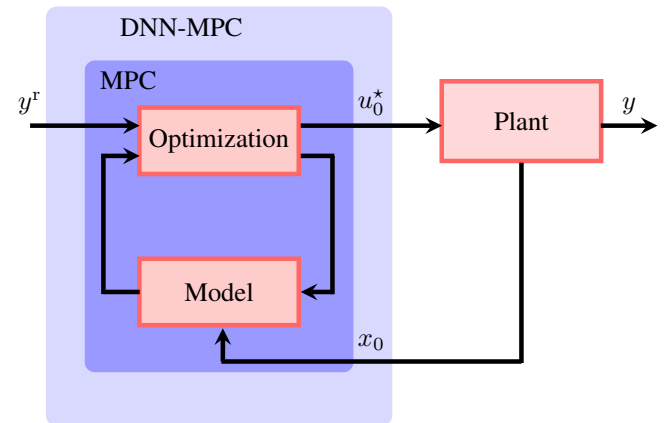 DNN-MPC
MPC
y^r
u_0^⋆
Optimization
Plant
y
Model
x_0